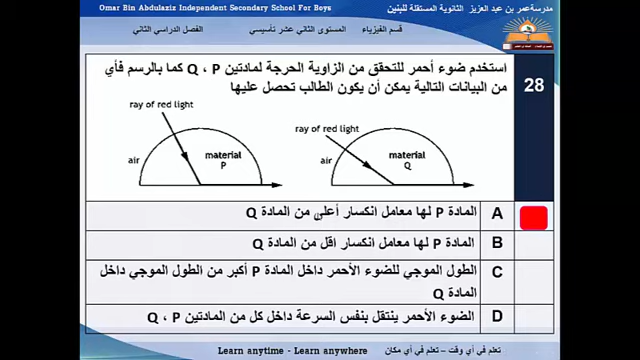 Omar Bin Abdulaziz Independent Secondary School For Boys
مدرسة عمر بن عبد العزيز الثانوية المستقلة للبنين
قسم الفيزياء المستوى الثاني عشر تأسيسي الفصل الدراسي الثاني
28
استخدم ضوء أحمر للتحقق من الزاوية الحرجة لمادتين Q ، P كما بالرسم فأي
من البيانات التالية يمكن أن يكون الطالب تحصل عليها
ray of red light
air
material
P
ray of red light
air
material
Q
A المادة P لها معامل انكسار أعلى من المادة Q
B المادة P لها معامل انكسار اقل من المادة Q
C الطول الموجي للضوء الأحمر داخل المادة P أكبر من الطول الموجي داخل
المادة Q
D الضوء الأحمر ينتقل بنفس السرعة داخل كل من المادتين Q ، P
Learn anytime - Learn anywhere
تعلم في أي وقت – تعلم في أي مكان